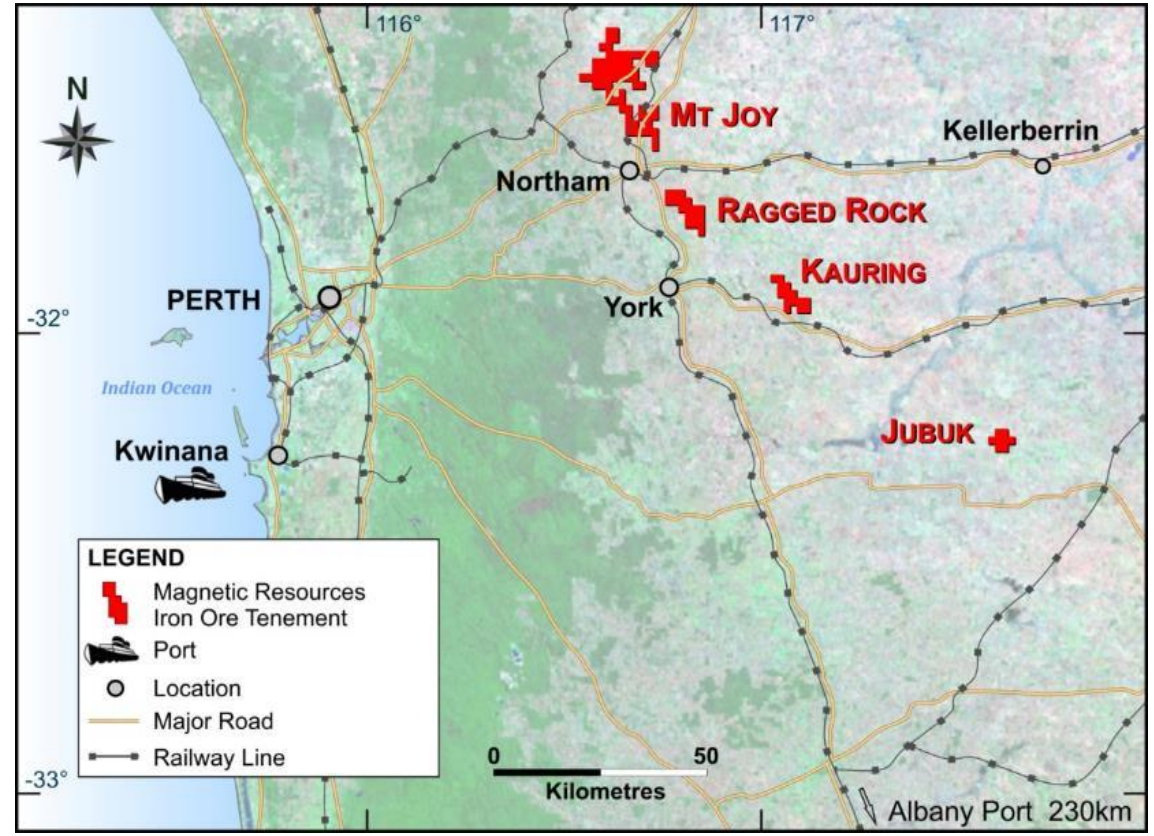 116°
117°
N
MT JOY
Kellerberrin
Northam
RAGGED ROCK
KAURING
PERTH
York
-32°
Indian Ocean
JUBUK
Kwinana
LEGEND
Magnetic Resources
Iron Ore Tenement
Port
Location
Major Road
Railway Line
0 50
Kilometres
-33°
Albany Port 230km